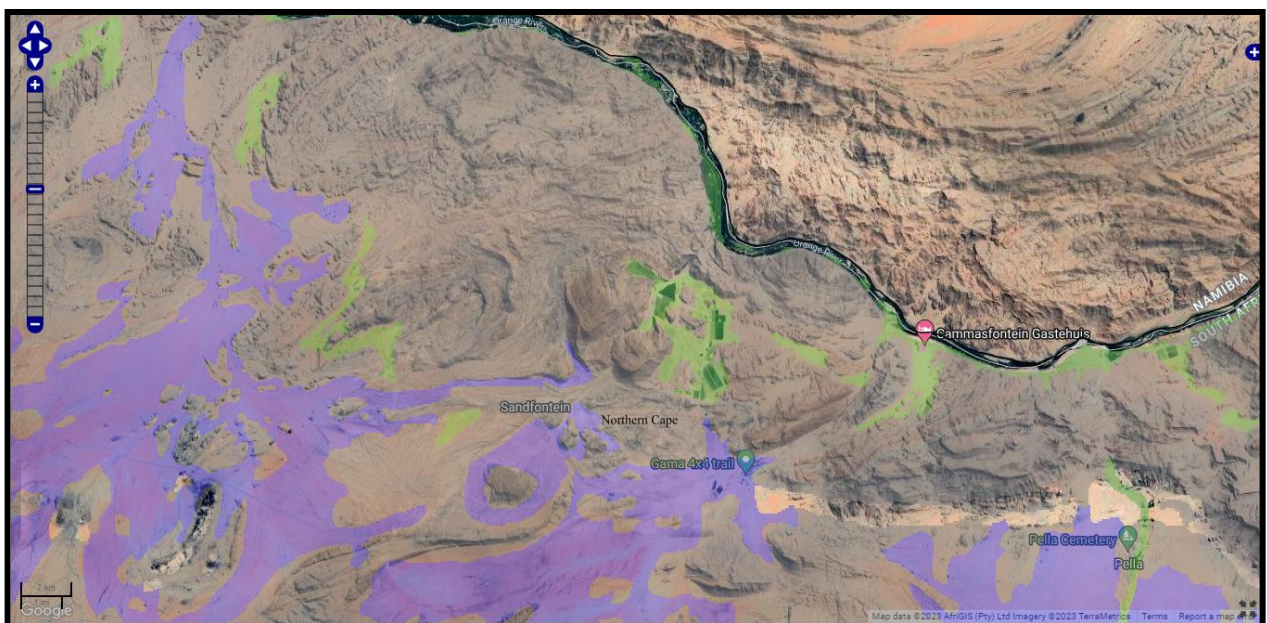 Orange River
Orange River
NAMIBIA
SOUTH AFR
Cammasfontein Gastehuis
Sandfontein
Northern Cape
Gama 4x4 trail
Pella Cemetery
Pella
2 km
Google
Map data ©2023 AfriGIS (Pty) Ltd Imagery ©2023 TerraMetrics
Terms
Report a map